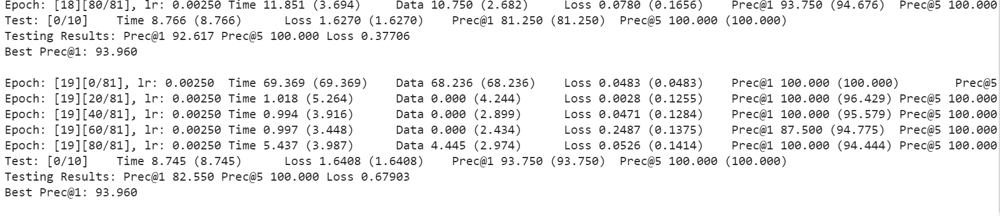 Epoch: [18][80/81], lr: 0.00250 Time 11.851 (3.694) Data 10.750 (2.682) Loss 0.0780 (0.1656) Prec@1 93.750 (94.676) Prec@5 100.000
Test: [0/10] Time 8.766 (8.766) Loss 1.6270 (1.6270) Prec@1 81.250 (81.250) Prec@5 100.000 (100.000)
Testing Results: Prec@1 92.617 Prec@5 100.000 Loss 0.37706
Best Prec@1: 93.960
Epoch: [19][0/81], lr: 0.00250 Time 69.369 (69.369) Data 68.236 (68.236) Loss 0.0483 (0.0483) Prec@1 100.000 (100.000) Prec@5
Epoch: [19][20/81], lr: 0.00250 Time 1.018 (5.264) Data 0.000 (4.244) Loss 0.0028 (0.1255) Prec@1 100.000 (96.429) Prec@5 100.000
Epoch: [19][40/81], lr: 0.00250 Time 0.994 (3.916) Data 0.000 (2.899) Loss 0.0471 (0.1284) Prec@1 100.000 (95.579) Prec@5 100.000
Epoch: [19][60/81], lr: 0.00250 Time 0.997 (3.448) Data 0.000 (2.434) Loss 0.2487 (0.1375) Prec@1 87.500 (94.775) Prec@5 100.000
Epoch: [19][80/81], lr: 0.00250 Time 5.437 (3.987) Data 4.445 (2.974) Loss 0.0526 (0.1414) Prec@1 100.000 (94.444) Prec@5 100.000
Test: [0/10] Time 8.745 (8.745) Loss 1.6408 (1.6408) Prec@1 93.750 (93.750) Prec@5 100.000 (100.000)
Testing Results: Prec@1 82.550 Prec@5 100.000 Loss 0.67903
Best Prec@1: 93.960